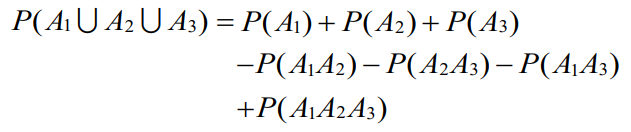 P(A₁∪A₂∪A₃) = P(A₁)+P(A₂)+P(A₃)
−P(A₁A₂)−P(A₂A₃)−P(A₁A₃)
+P(A₁A₂A₃)